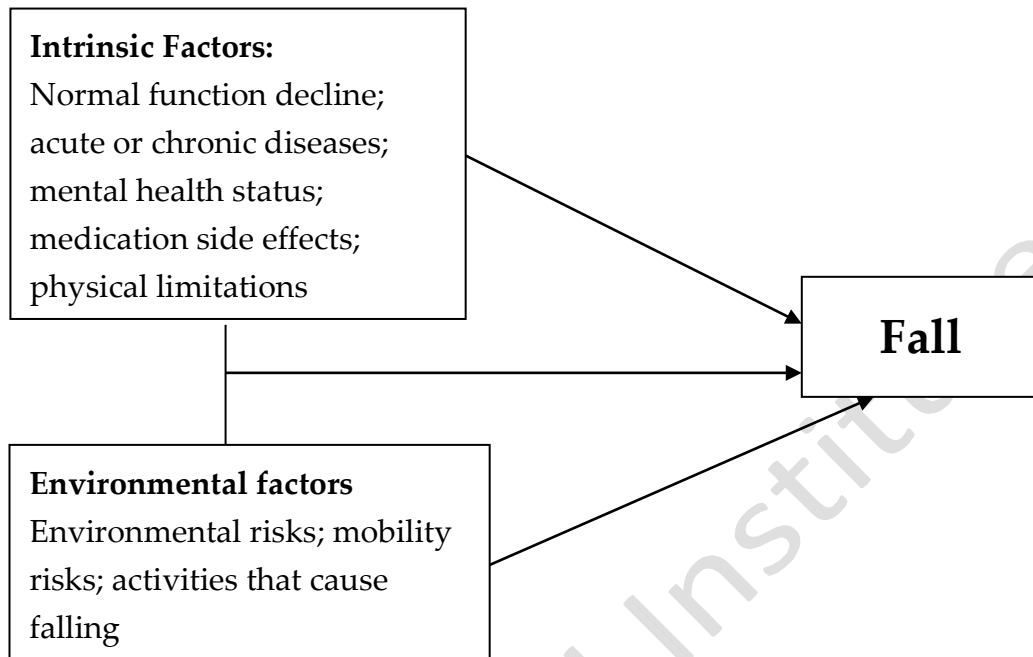 Intrinsic Factors:
Normal function decline;
acute or chronic diseases;
mental health status;
medication side effects;
physical limitations
Fall
Environmental factors
Environmental risks; mobility
risks; activities that cause
falling